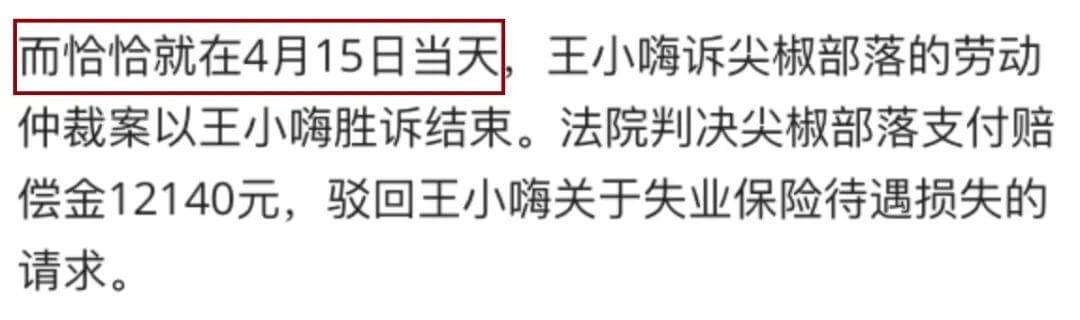 而恰恰就在4月15日当天，王小嗨诉尖椒部落的劳动
仲裁案以王小嗨胜诉结束。法院判决尖椒部落支付赔
偿金12140元，驳回王小嗨关于失业保险待遇损失的
请求。